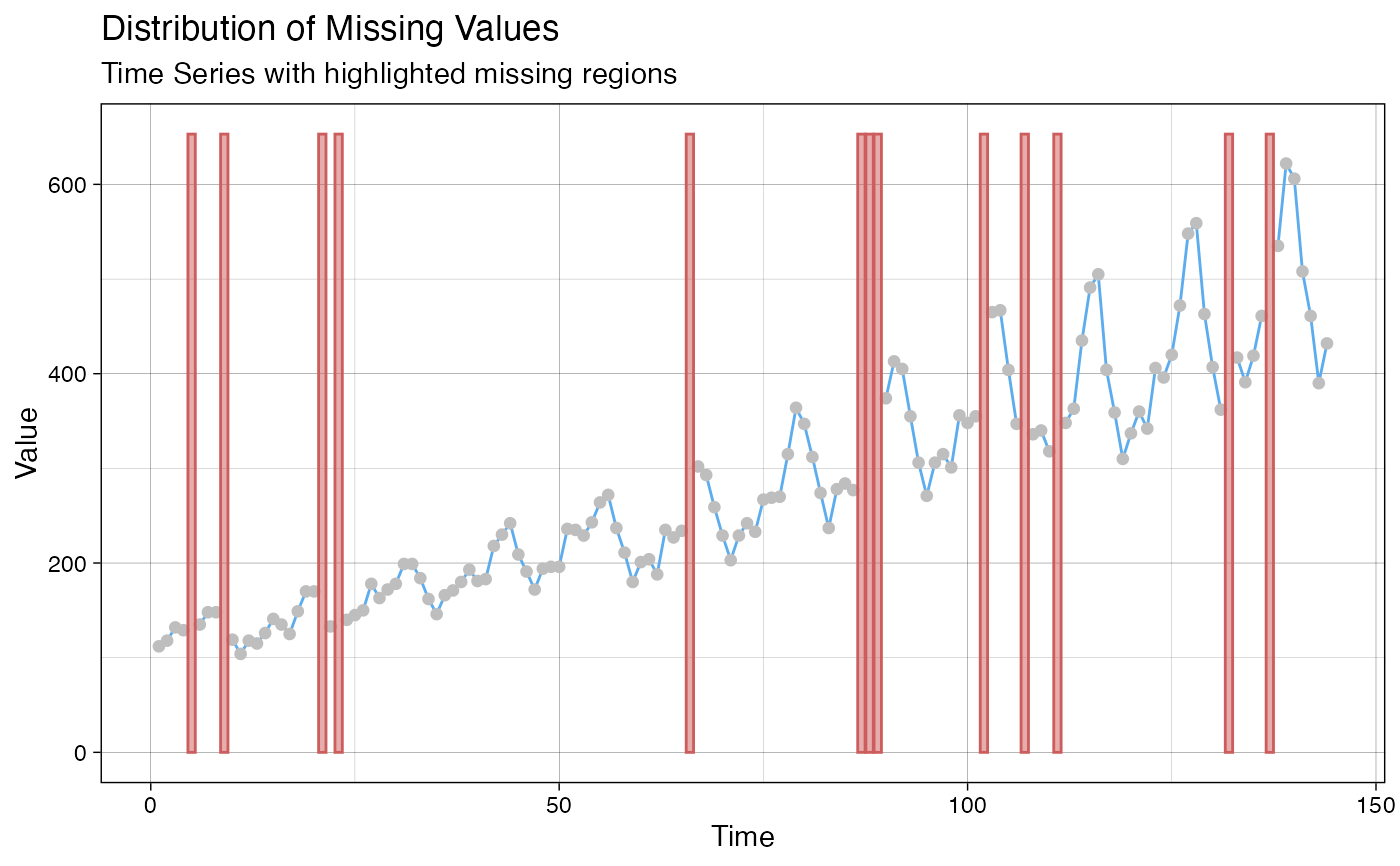 Distribution of Missing Values
Time Series with highlighted missing regions
Value
600
400
200
0
0 50 100 150
Time